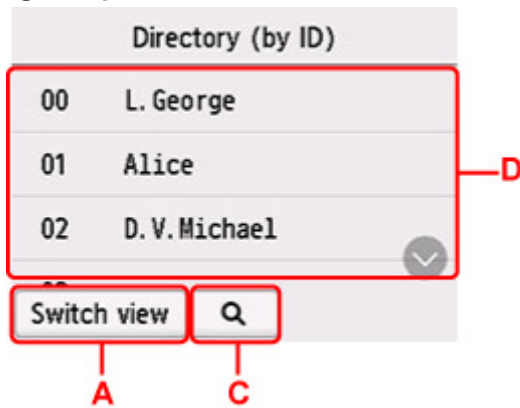 Directory (by ID)
00 L. George
01 Alice
D
02 D. V. Michael
Switch view
A
C